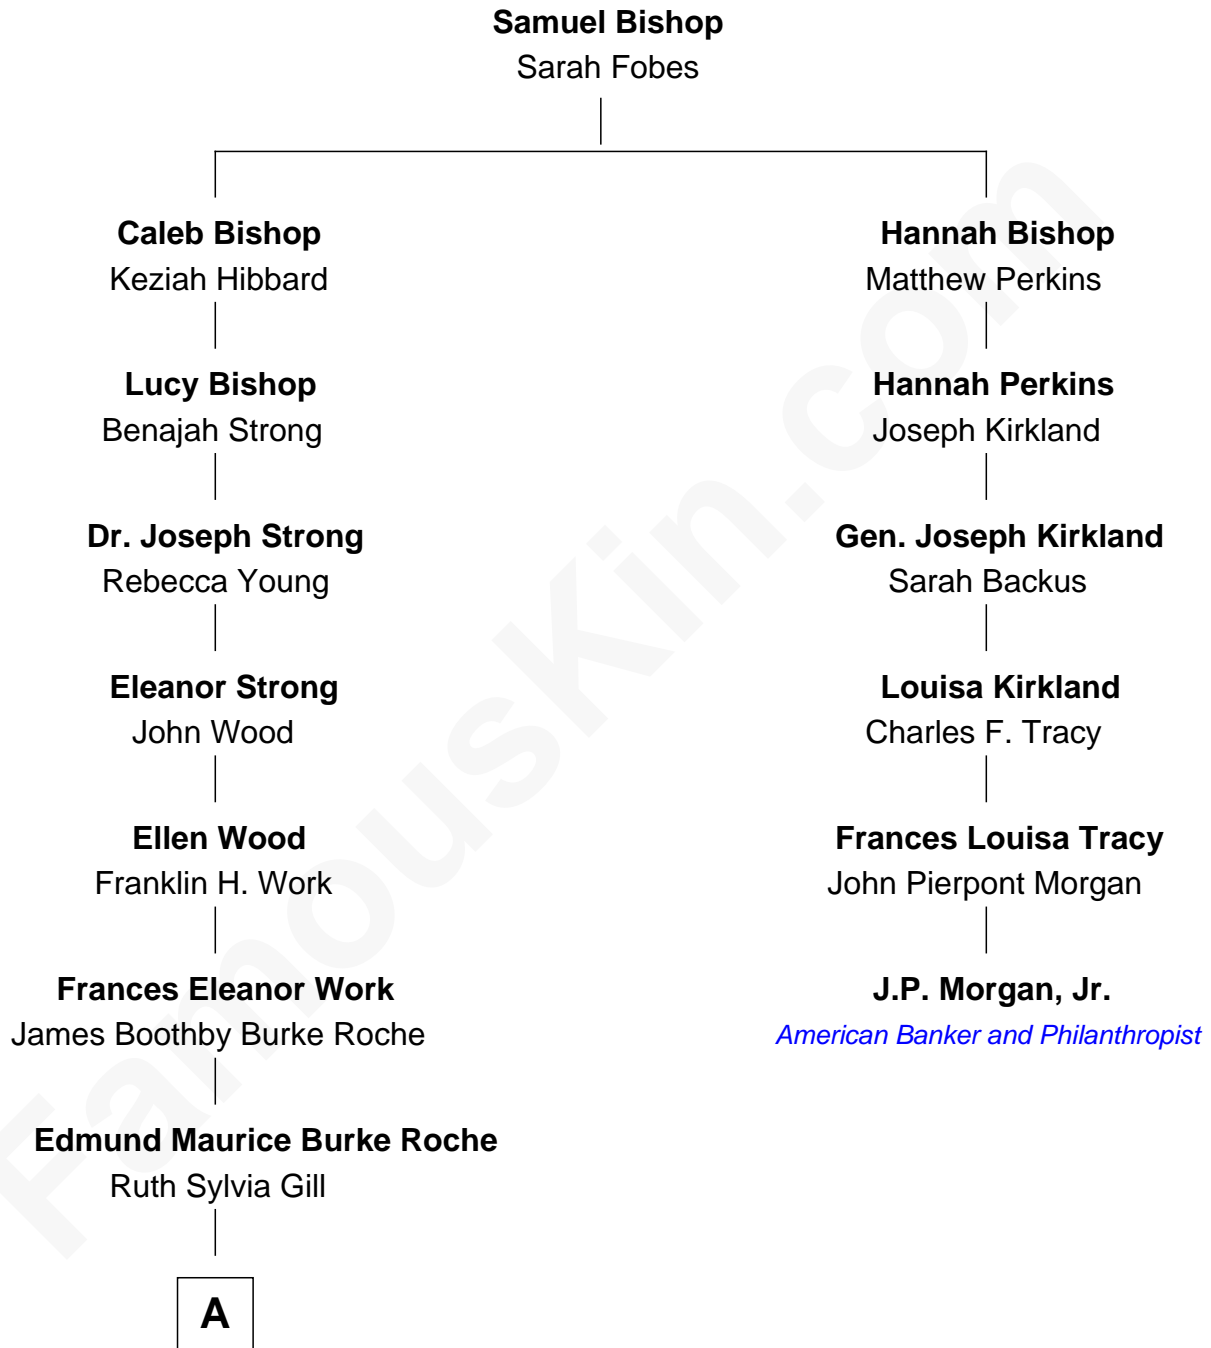 Samuel Bishop
Sarah Fobes
Caleb Bishop
Keziah Hibbard
Hannah Bishop
Matthew Perkins
Lucy Bishop
Benajah Strong
Hannah Perkins
Joseph Kirkland
Dr. Joseph Strong
Rebecca Young
Gen. Joseph Kirkland
Sarah Backus
Eleanor Strong
John Wood
Louisa Kirkland
Charles F. Tracy
Ellen Wood
Franklin H. Work
Frances Louisa Tracy
John Pierpont Morgan
Frances Eleanor Work
James Boothby Burke Roche
J.P. Morgan, Jr.
American Banker and Philanthropist
Edmund Maurice Burke Roche
Ruth Sylvia Gill
A
FamousKin.com